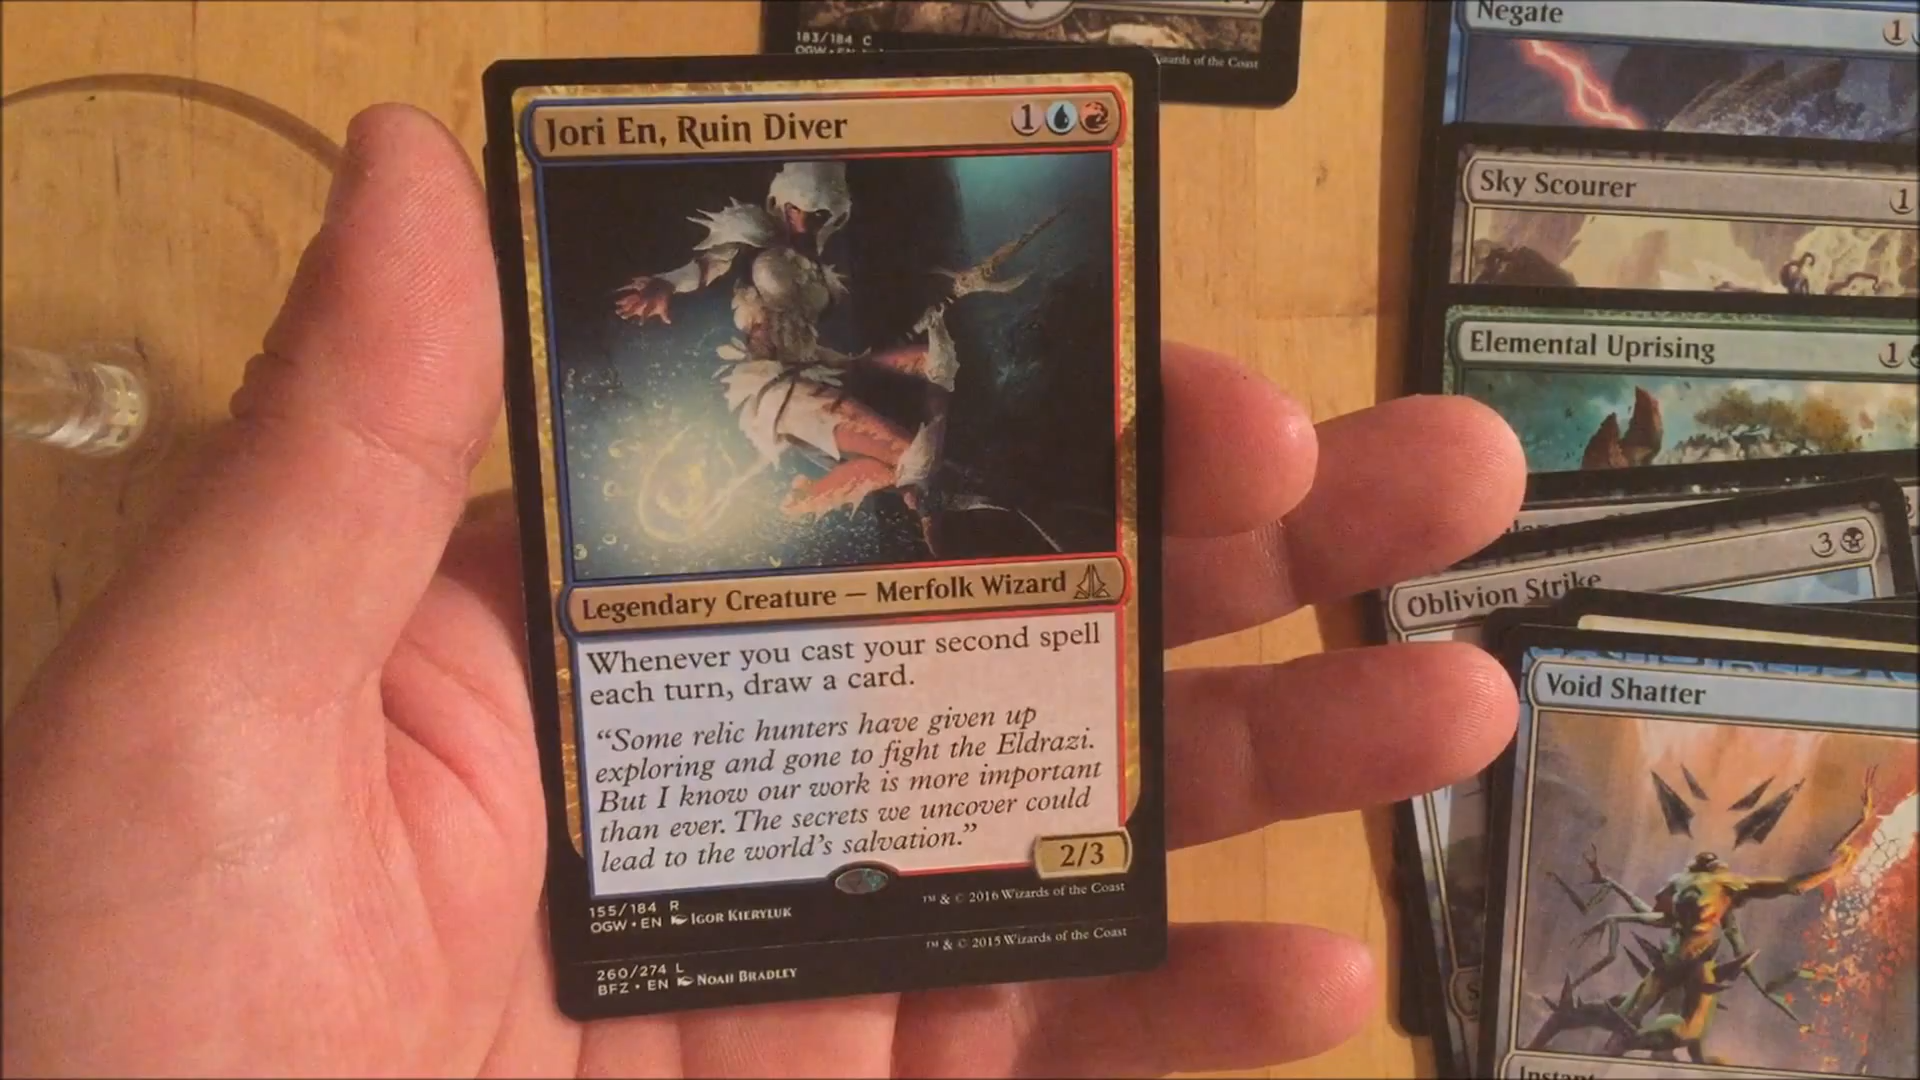 183/184 C
Wizards of the Coast
Jori En, Ruin Diver
1
Legendary Creature — Merfolk Wizard
Whenever you cast your second spell
each turn, draw a card.
“Some relic hunters have given up
exploring and gone to fight the Eldrazi.
But I know our work is more important
than ever. The secrets we uncover could
lead to the world's salvation.”
2/3
155/184 R
OGW • EN IGOR KIERYLUK
™ & © 2016 Wizards of the Coast
™ & © 2015 Wizards of the Coast
260/274 L
BFZ • EN NOAH BRADLEY
Negate
1
Sky Scourer
1
Elemental Uprising
1
Oblivion Strike
3
Void Shatter
Instant